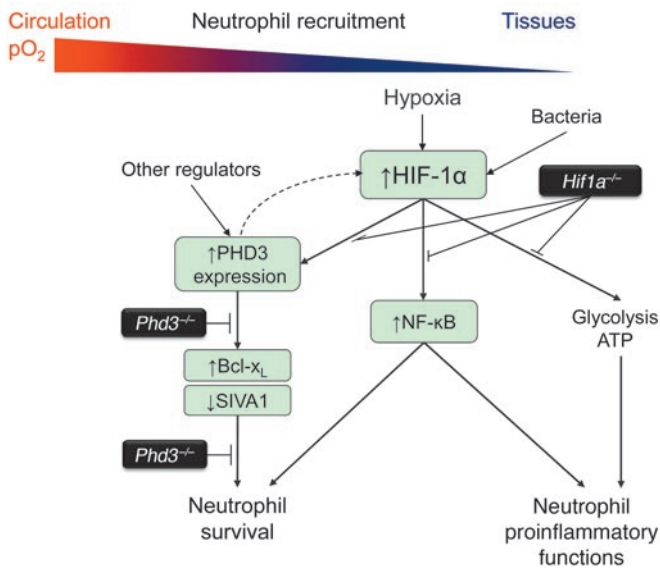 Circulation
Neutrophil recruitment
Tissues
pO₂
Hypoxia
Bacteria
Other regulators
↑HIF-1α
Hif1a⁻/⁻
↑PHD3
expression
Phd3⁻/⁻
↑NF-κB
Glycolysis
ATP
↑Bcl-xL
↓SIVA1
Phd3⁻/⁻
Neutrophil
survival
Neutrophil
proinflammatory
functions